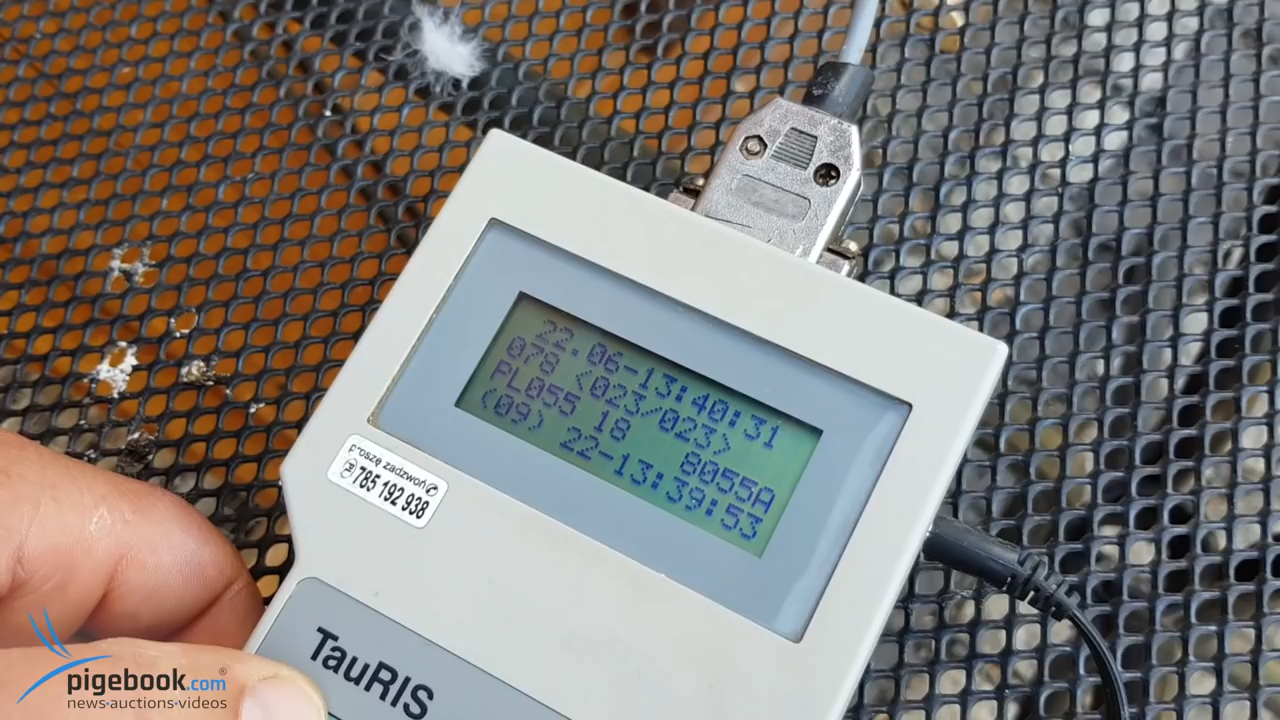 22.06-13:40:31
078 <023/023>
PL055 18 8055A
(09) 22-13:39:53
proszę zadzwoń
785 192 938
TauRIS
pigebook.com®
news•auctions•videos